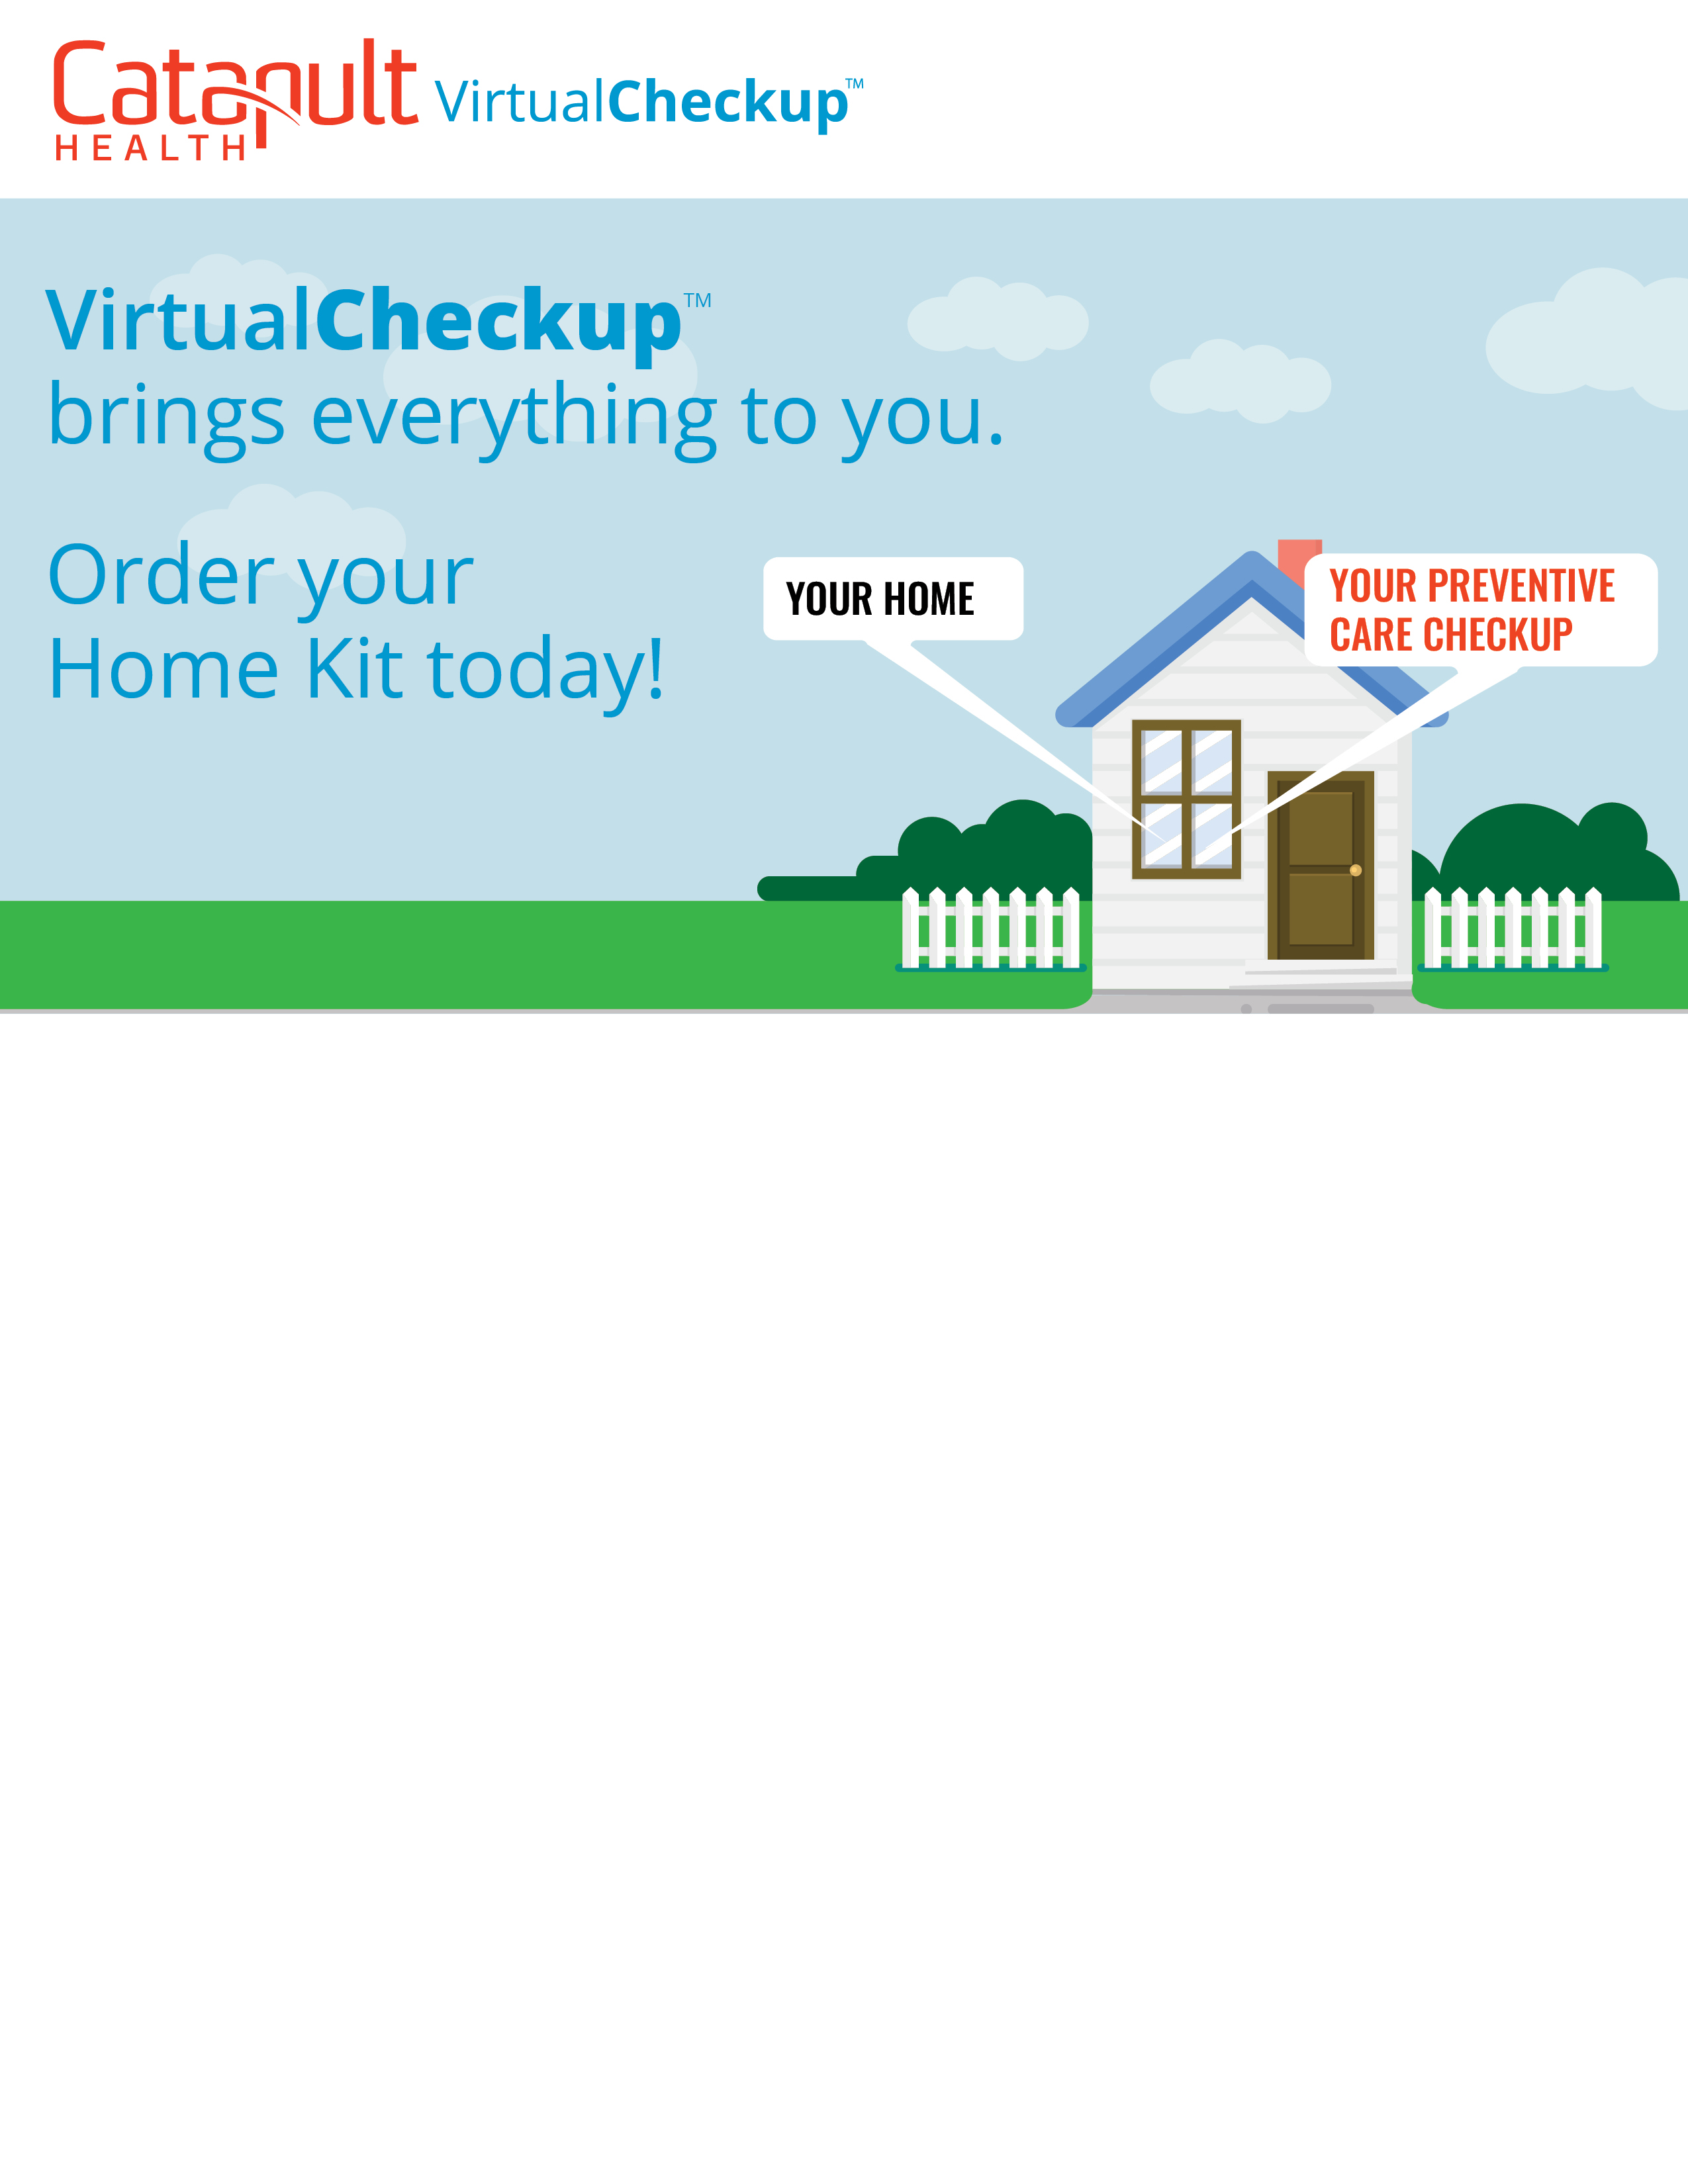 Catapult
HEALTH
VirtualCheckup™
VirtualCheckup™
brings everything to you.
Order your
Home Kit today!
YOUR HOME
YOUR PREVENTIVE
CARE CHECKUP